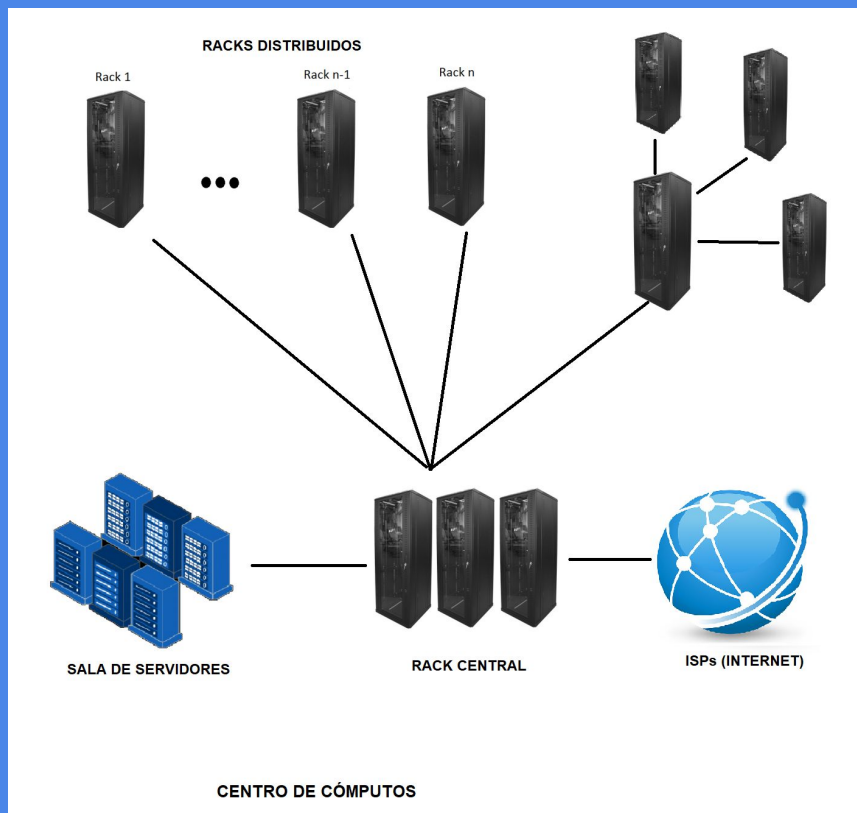 RACKS DISTRIBUIDOS
Rack 1
Rack n-1
Rack n
SALA DE SERVIDORES
RACK CENTRAL
ISPs (INTERNET)
CENTRO DE CÓMPUTOS